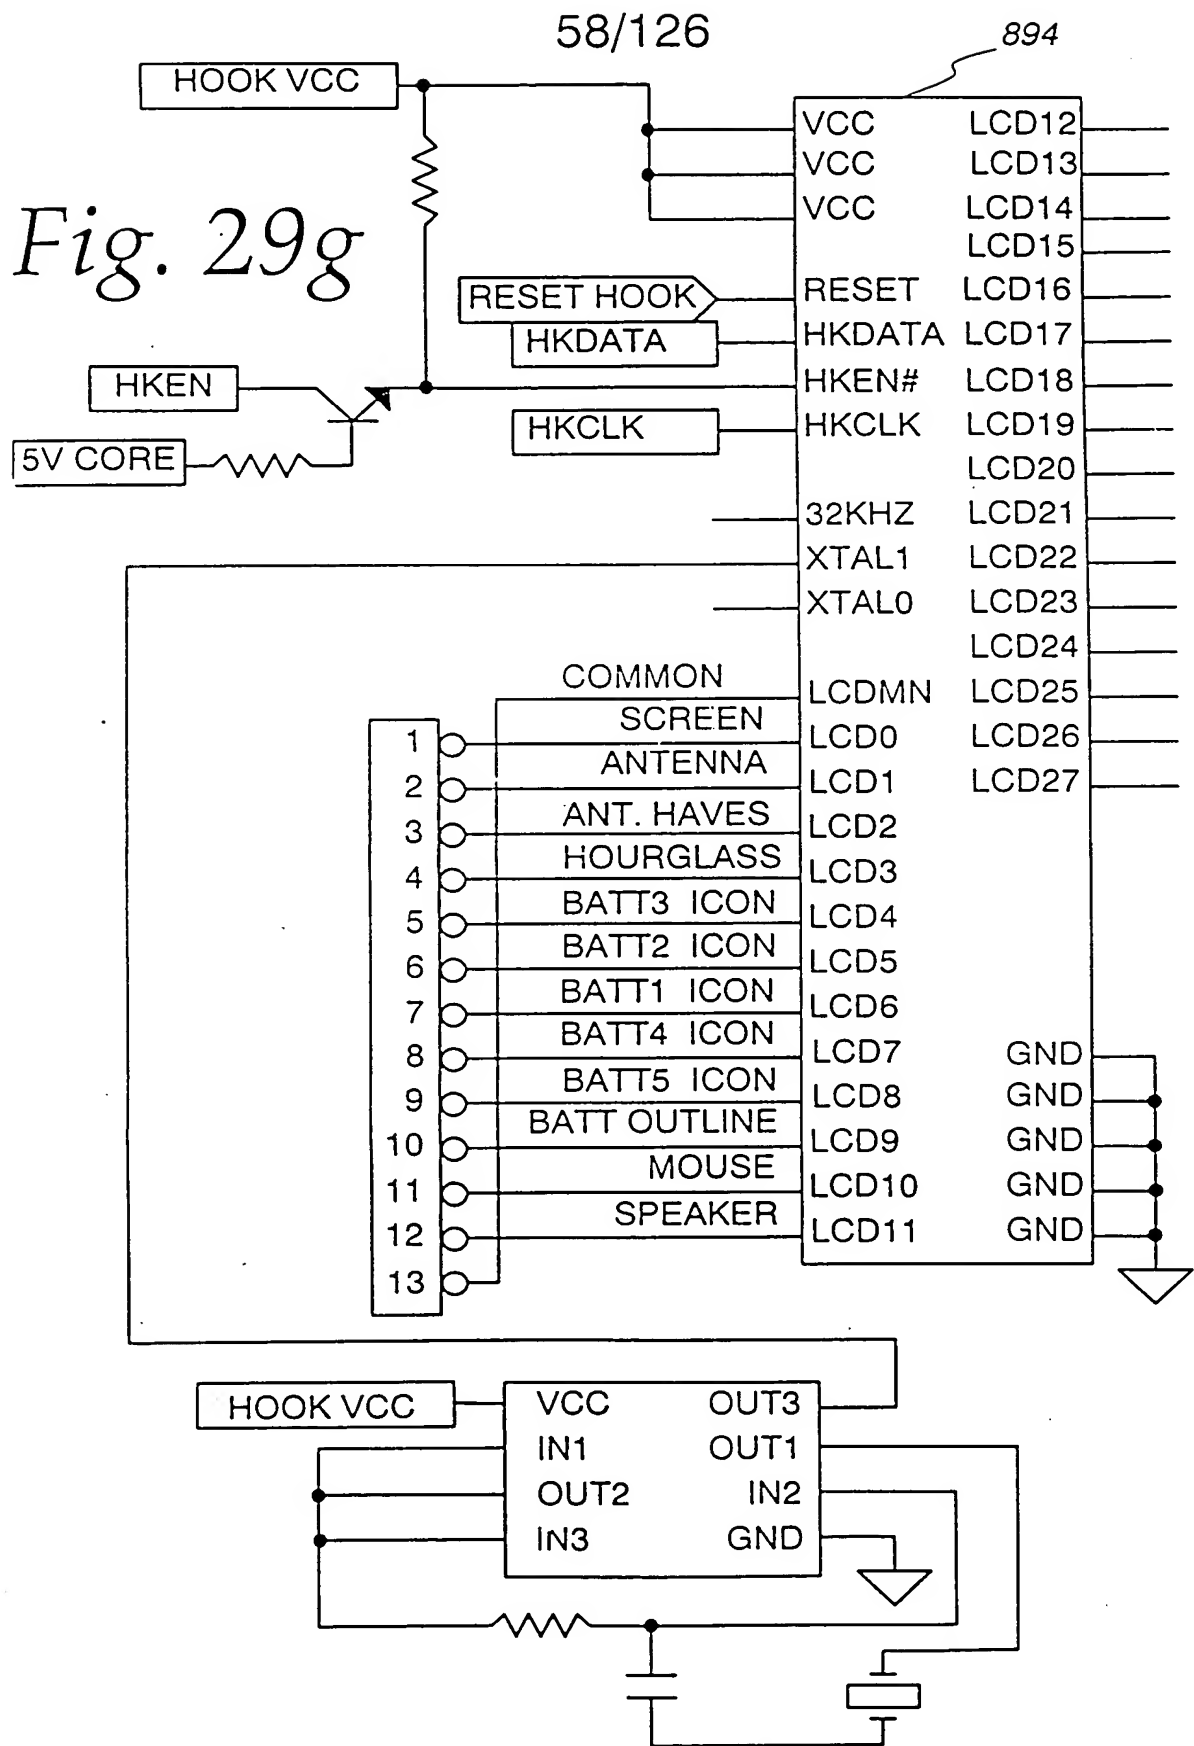 58/126
894
HOOK VCC
Fig. 29g
VCC LCD12
VCC LCD13
VCC LCD14
LCD15
RESET HOOK RESET LCD16
HKDATA HKDATA LCD17
HKEN HKEN# LCD18
HKCLK HKCLK LCD19
5V CORE LCD20
32KHZ LCD21
XTAL1 LCD22
XTAL0 LCD23
LCD24
COMMON LCDMN LCD25
1 SCREEN LCD0 LCD26
2 ANTENNA LCD1 LCD27
3 ANT. HAVES LCD2
4 HOURGLASS LCD3
5 BATT3 ICON LCD4
6 BATT2 ICON LCD5
7 BATT1 ICON LCD6
8 BATT4 ICON LCD7 GND
9 BATT5 ICON LCD8 GND
10 BATT OUTLINE LCD9 GND
11 MOUSE LCD10 GND
12 SPEAKER LCD11 GND
13
HOOK VCC VCC OUT3
IN1 OUT1
OUT2 IN2
IN3 GND